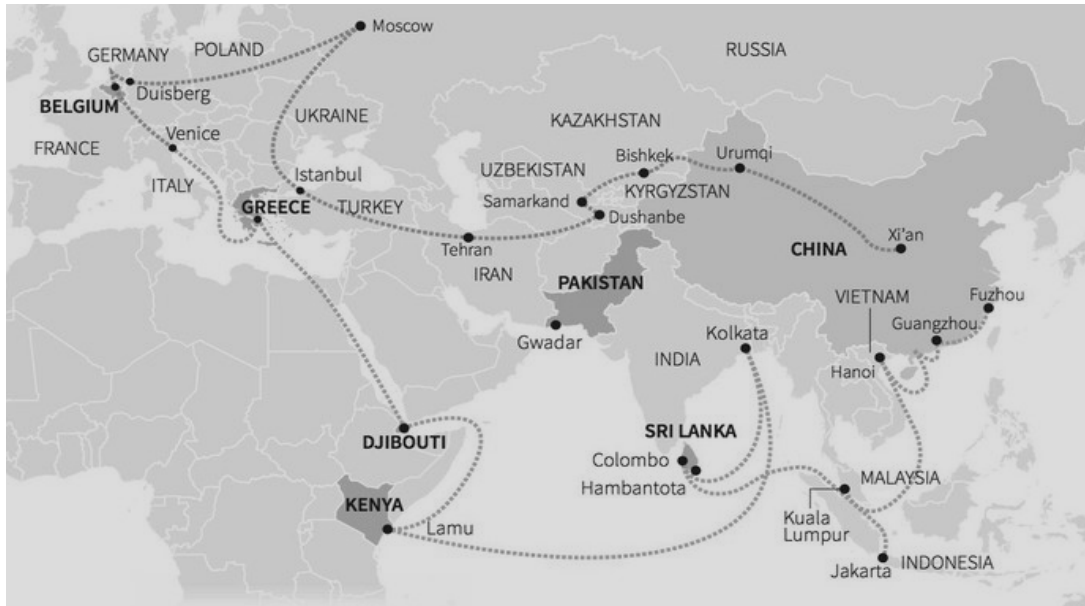 Moscow
RUSSIA
POLAND
GERMANY
Duisberg
BELGIUM
UKRAINE
KAZAKHSTAN
Venice
FRANCE
Bishkek
Urumqi
UZBEKISTAN
Istanbul
ITALY
KYRGYZSTAN
Samarkand
GREECE
TURKEY
Dushanbe
Xi'an
Tehran
CHINA
IRAN
PAKISTAN
VIETNAM
Fuzhou
Guangzhou
Kolkata
Gwadar
INDIA
Hanoi
SRI LANKA
DJIBOUTI
Colombo
MALAYSIA
Hambantota
KENYA
Lamu
Kuala
Lumpur
INDONESIA
Jakarta